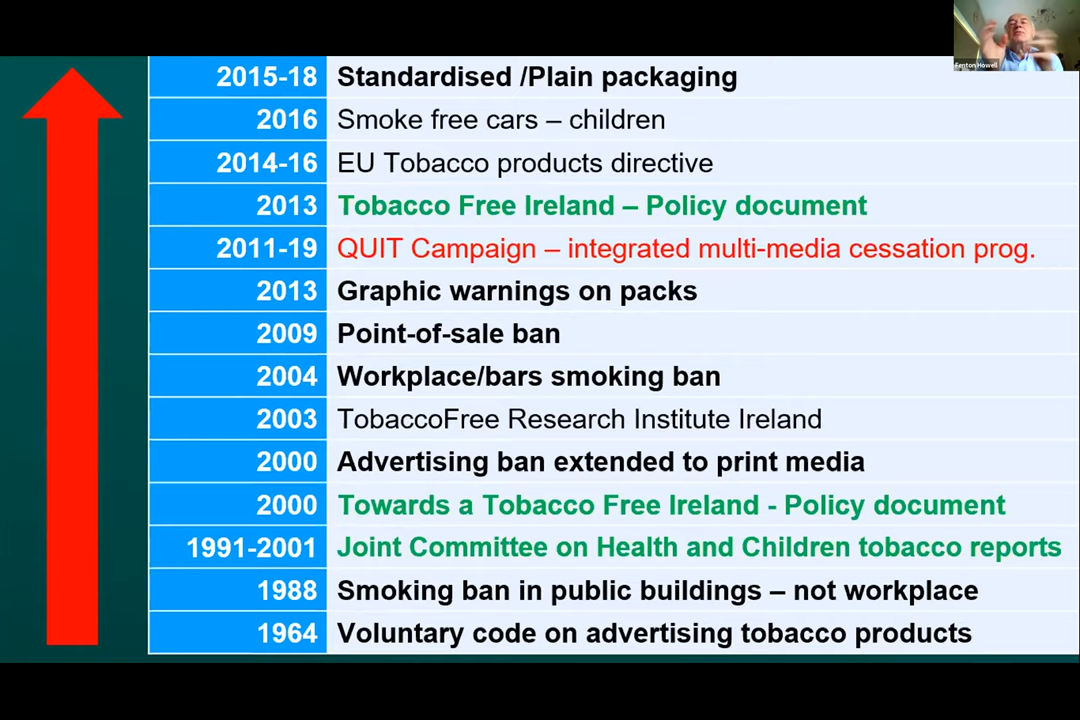 Fenton Howell
2015-18 Standardised /Plain packaging
2016 Smoke free cars – children
2014-16 EU Tobacco products directive
2013 Tobacco Free Ireland – Policy document
2011-19 QUIT Campaign – integrated multi-media cessation prog.
2013 Graphic warnings on packs
2009 Point-of-sale ban
2004 Workplace/bars smoking ban
2003 TobaccoFree Research Institute Ireland
2000 Advertising ban extended to print media
2000 Towards a Tobacco Free Ireland - Policy document
1991-2001 Joint Committee on Health and Children tobacco reports
1988 Smoking ban in public buildings – not workplace
1964 Voluntary code on advertising tobacco products